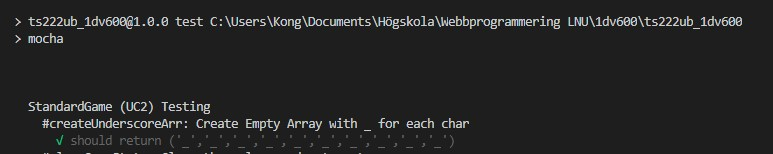 > ts222ub_1dv600@1.0.0 test C:\Users\Kong\Documents\Högskola\Webbprogrammering LNU\1dv600\ts222ub_1dv600
> mocha
StandardGame (UC2) Testing
#createUnderscoreArr: Create Empty Array with _ for each char
√ should return ('_','_','_','_','_','_','_','_','_','_')